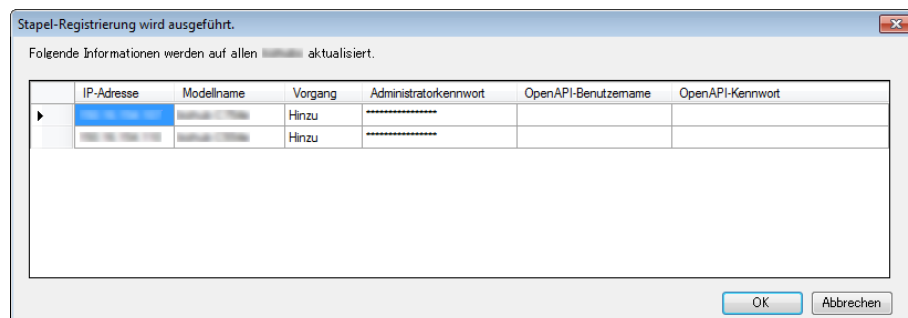 Stapel-Registrierung wird ausgeführt.
Folgende Informationen werden auf allen aktualisiert.
IP-Adresse Modellname Vorgang Administratorkennwort OpenAPI-Benutzername OpenAPI-Kennwort
Hinzu ****************
Hinzu ****************
OK Abbrechen